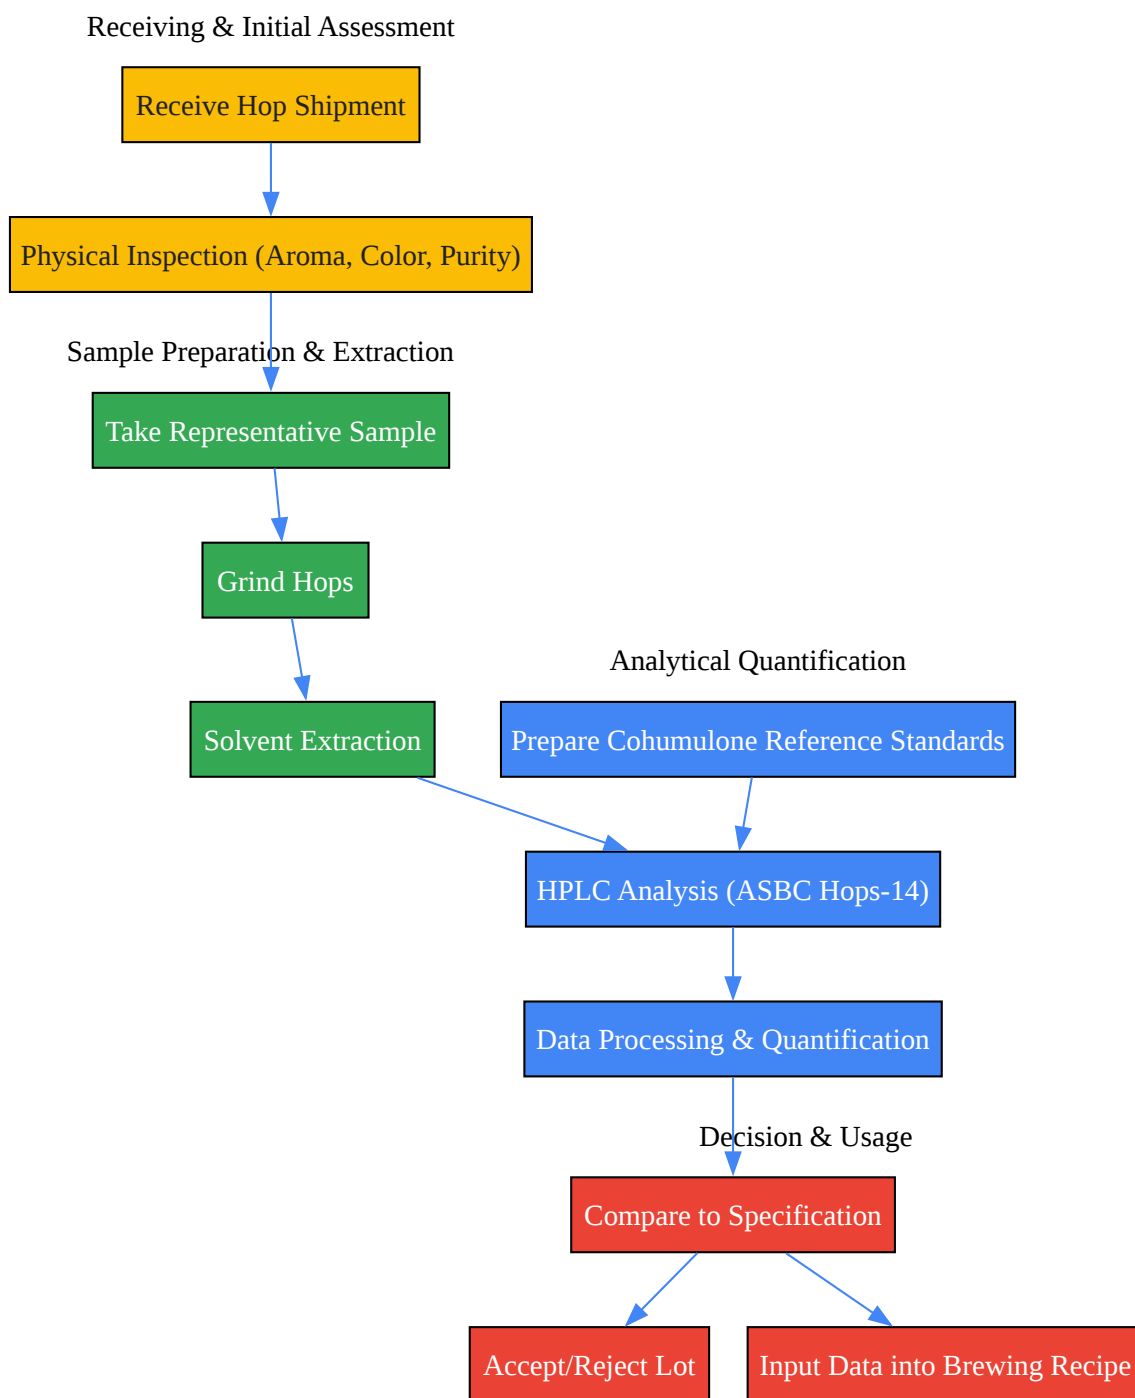 Receiving & Initial Assessment
Receive Hop Shipment
Physical Inspection (Aroma, Color, Purity)
Sample Preparation & Extraction
Take Representative Sample
Grind Hops
Analytical Quantification
Solvent Extraction
Prepare Cohumulone Reference Standards
HPLC Analysis (ASBC Hops-14)
Data Processing & Quantification
Decision & Usage
Compare to Specification
Accept/Reject Lot
Input Data into Brewing Recipe